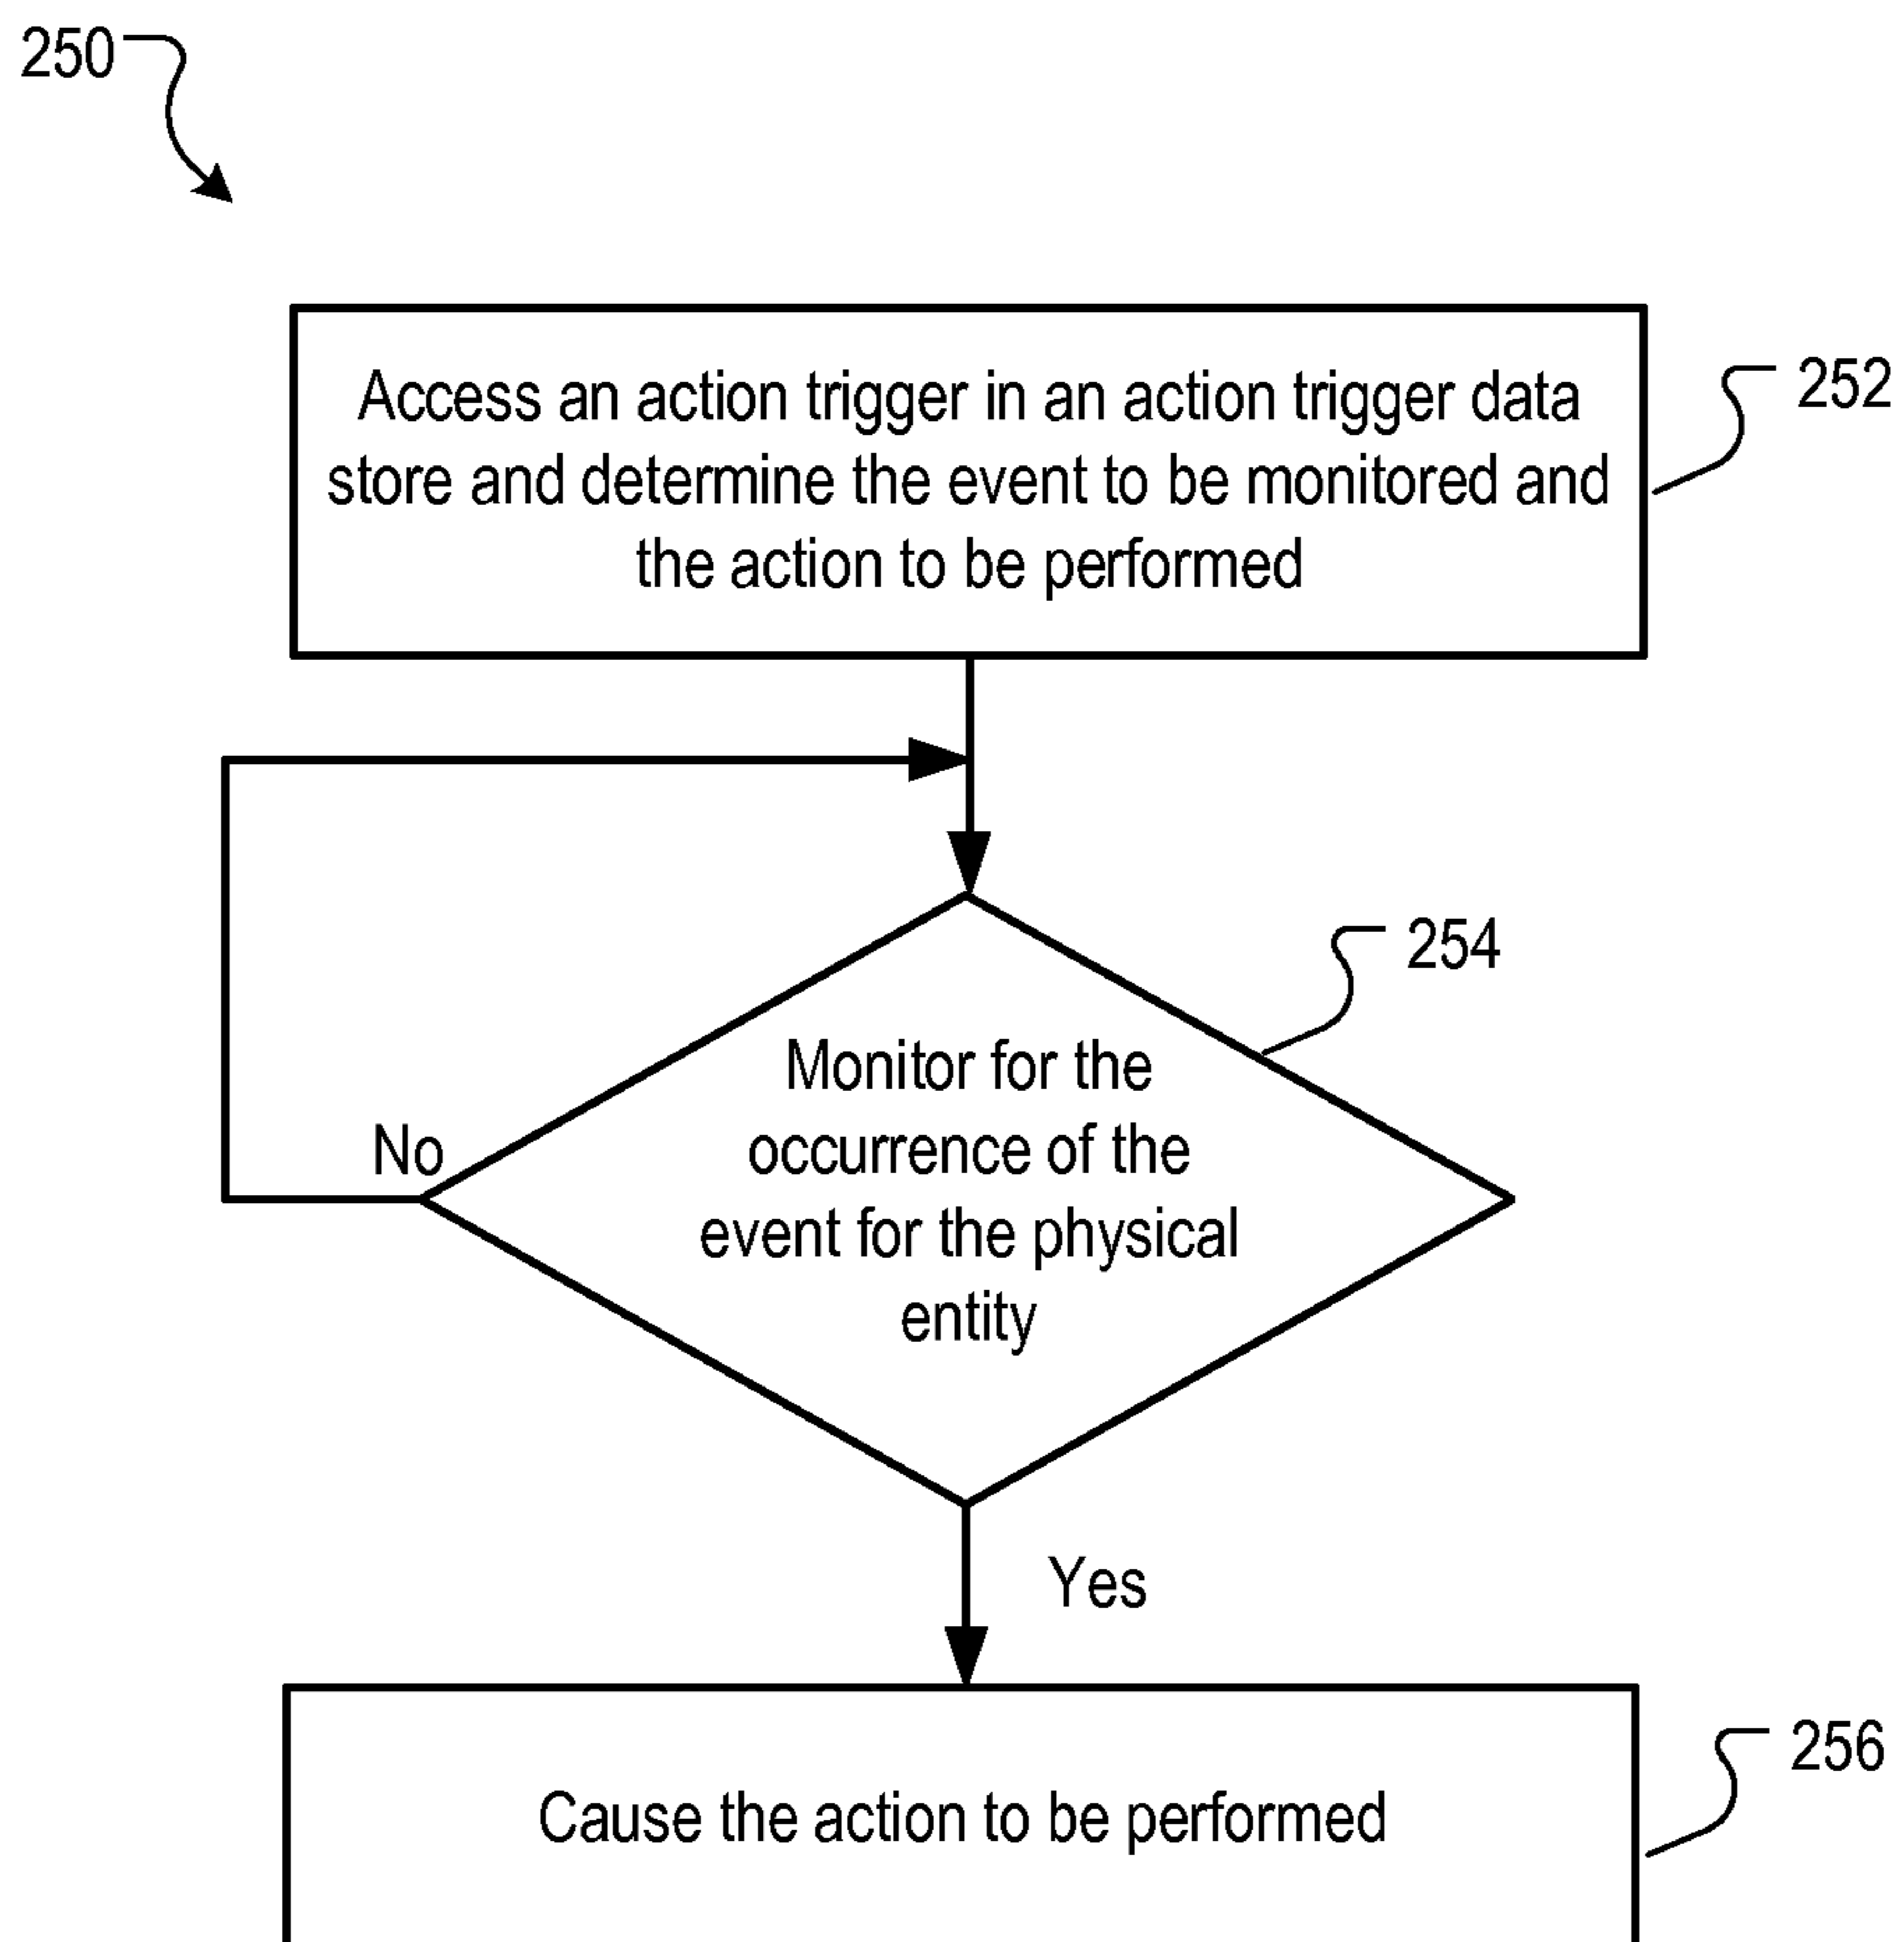 250
Access an action trigger in an action trigger data
store and determine the event to be monitored and
the action to be performed
252
254
Monitor for the
occurrence of the
event for the physical
entity
No
Yes
256
Cause the action to be performed